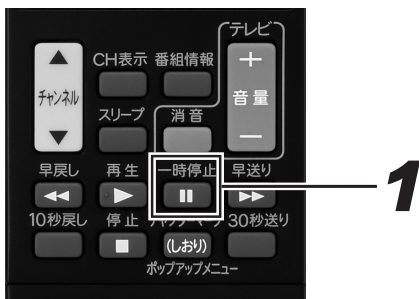 テレビ
CH表示 番組情報
+
チャンネル
音量
スリープ 消音
−
早戻し 再生 一時停止 早送り
1
10秒戻し 停止 30秒送り
(しおり)
ポップアップメニュー